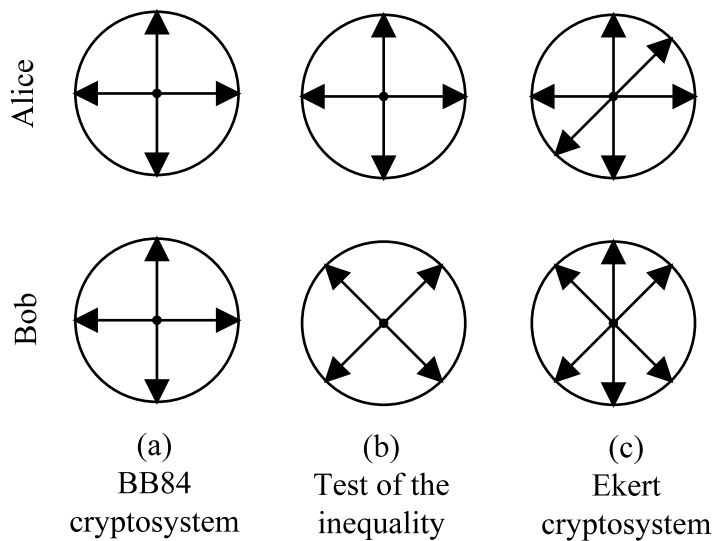 Alice
Bob
(a)
BB84
cryptosystem
(b)
Test of the
inequality
(c)
Ekert
cryptosystem